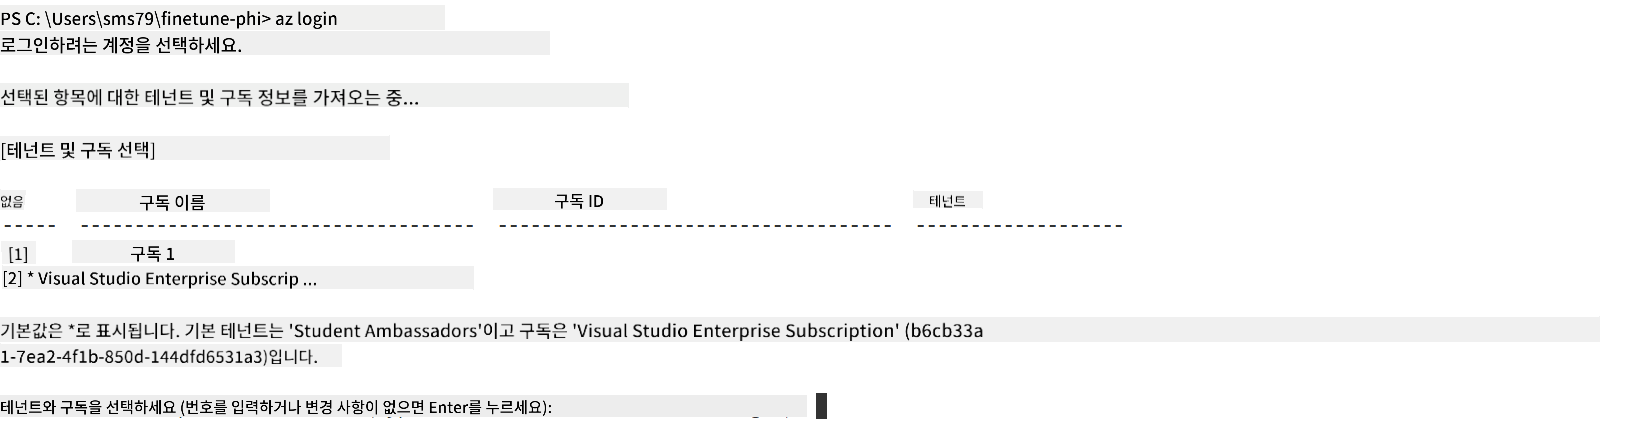 PS C: \Users\sms79\finetune-phi> az login
로그인하려는 계정을 선택하세요.
선택된 항목에 대한 테넌트 및 구독 정보를 가져오는 중...
[테넌트 및 구독 선택]
없음 구독 이름 구독 ID 테넌트
----- ------------------------------------ ------------------------------------ -------------------
[1] 구독 1
[2] * Visual Studio Enterprise Subscrip ...
기본값은 *로 표시됩니다. 기본 테넌트는 'Student Ambassadors'이고 구독은 'Visual Studio Enterprise Subscription' (b6cb33a
1-7ea2-4f1b-850d-144dfd6531a3)입니다.
테넌트와 구독을 선택하세요 (번호를 입력하거나 변경 사항이 없으면 Enter를 누르세요):